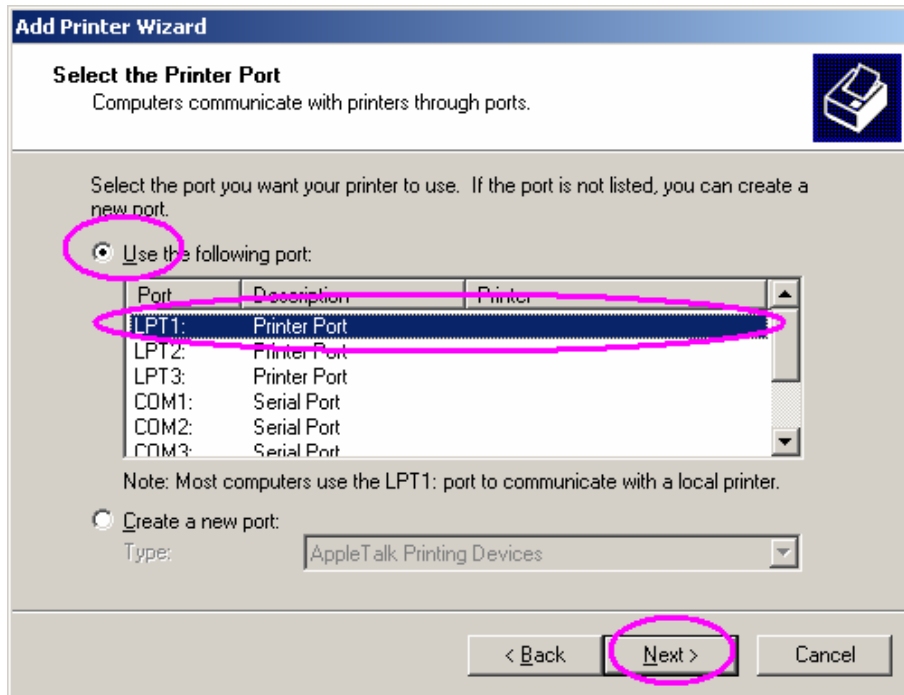 Add Printer Wizard
Select the Printer Port
Computers communicate with printers through ports.
Select the port you want your printer to use. If the port is not listed, you can create a
new port.
Use the following port:
Port Description Printer
LPT1: Printer Port
LPT2: Printer Port
LPT3: Printer Port
COM1: Serial Port
COM2: Serial Port
COM3: Serial Port
Note: Most computers use the LPT1: port to communicate with a local printer.
Create a new port:
Type: AppleTalk Printing Devices
< Back Next > Cancel